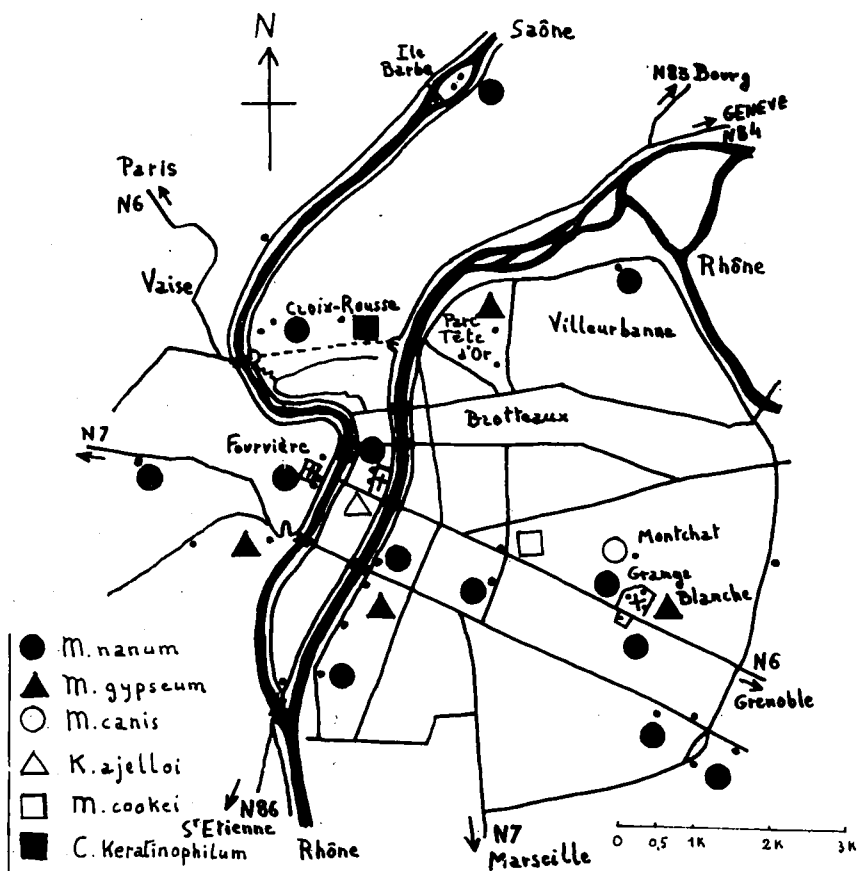 N
Saône
Ile
Barbe
N83 Bourg
GENEVE
N84
Paris
N6
Vaise
Rhône
Croix-Rousse
Parc
Tête
d'Or
Villeurbanne
Brotteaux
N7
Fourvière
Montchat
Grange
Blanche
N6
Grenoble
M. nanum
M. gypseum
M. canis
K. ajelloi
M. cookei
C. Keratinophilum
N86
St Etienne
Rhône
N7
Marseille
0 0,5 1K 2K 3K